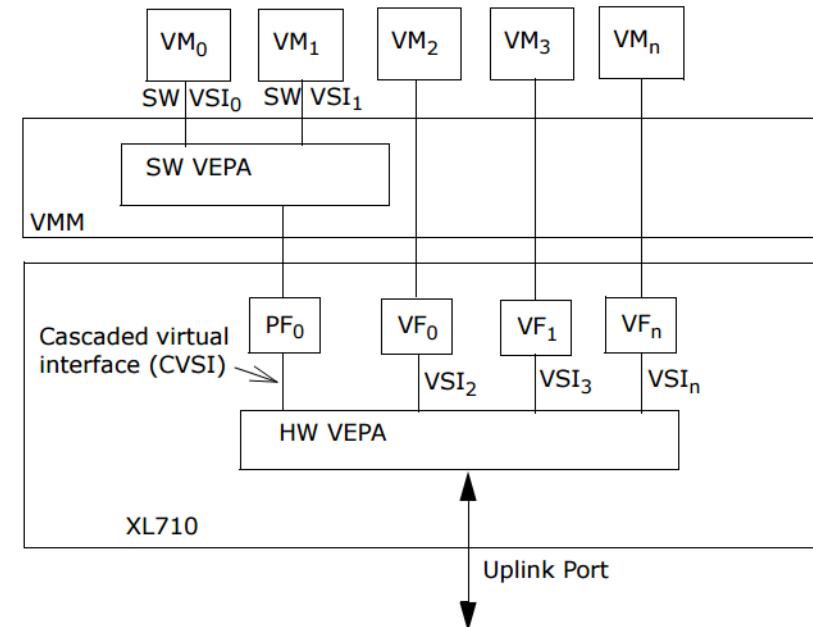 VM0 VM1 VM2 VM3 VMn
SW VSI0 SW VSI1
SW VEPA
VMM
PF0 VF0 VF1 VFn
Cascaded virtual
interface (CVSI)
VSI2 VSI3 VSIn
HW VEPA
XL710
Uplink Port